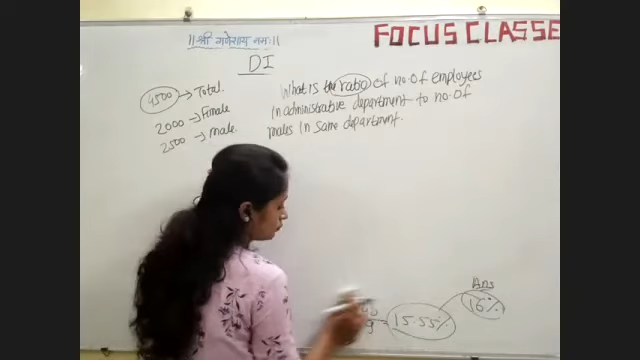 ॥ श्री गणेशाय नमः ॥
FOCUS CLASSE
DI
4500 → Total
2000 → Female
2500 → male.
What is the ratio of no. of employees
in administrative department to no. of
males in same department.
Ans
15.55%
16%